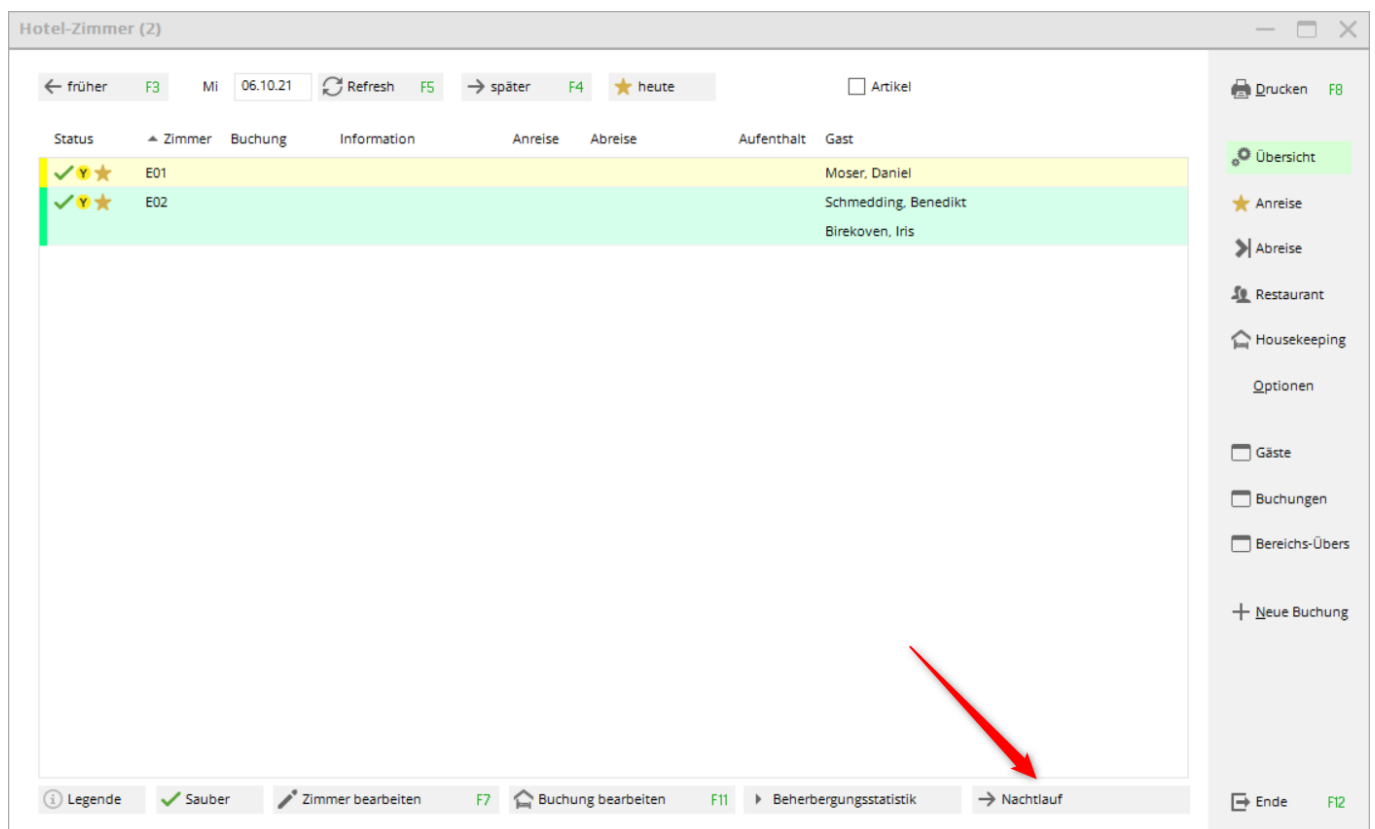 Hotel-Zimmer (2)
früher F3 Mi 06.10.21 Refresh F5 später F4 heute Artikel
Drucken F8
Status Zimmer Buchung Information Anreise Abreise Aufenthalt Gast
Übersicht
Y E01 Moser, Daniel
Y E02 Schmedding, Benedikt
Anreise
Birekoven, Iris
Abreise
Restaurant
Housekeeping
Optionen
Gäste
Buchungen
Bereichs-Übers
Neue Buchung
i Legende Sauber Zimmer bearbeiten F7 Buchung bearbeiten F11 Beherbergungsstatistik Nachtlauf
Ende F12